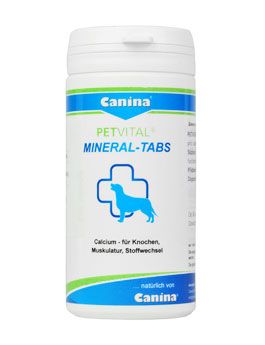 Canina®
PETVITAL®
MINERAL-TABS
Calcium - für Knochen,
Muskulatur, Stoffwechsel
... natürlich von
Canina®